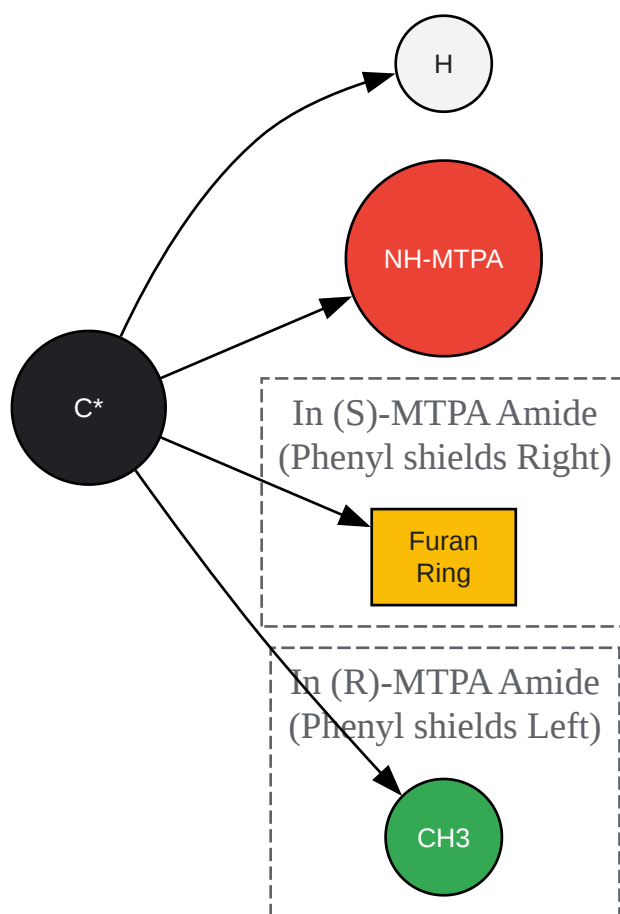 H
NH-MTPA
C*
In (S)-MTPA Amide
(Phenyl shields Right)
Furan
Ring
In (R)-MTPA Amide
(Phenyl shields Left)
CH3